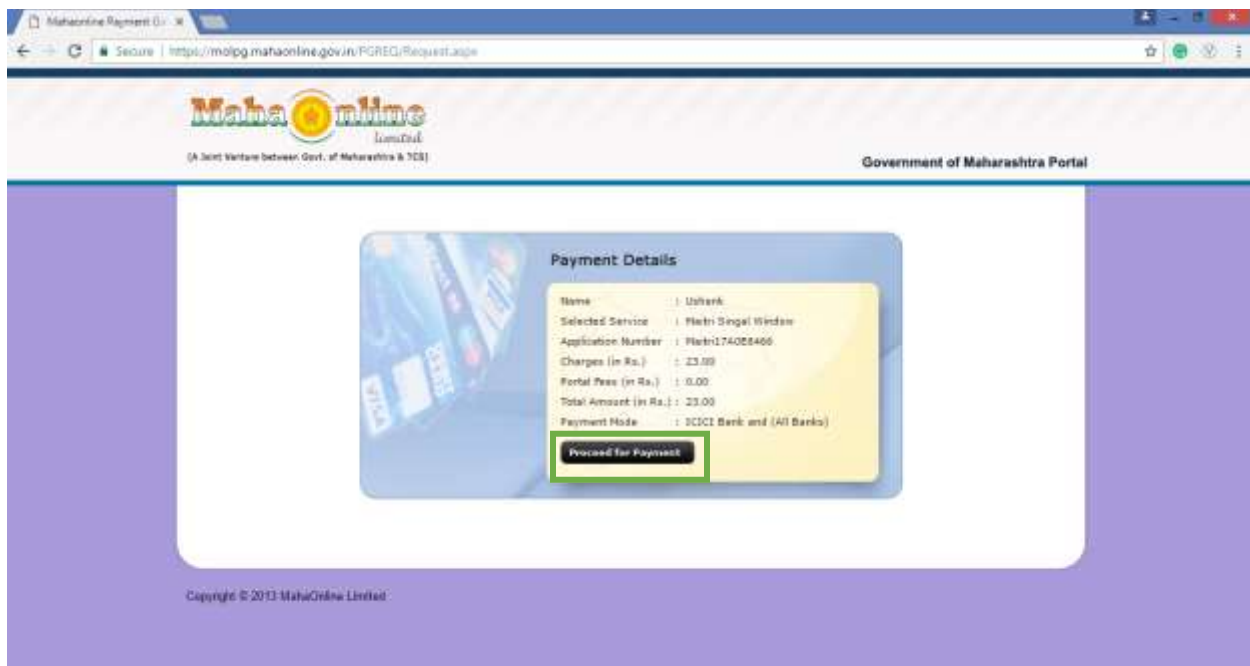 Mahaonline Payment G
Secure | https://molpg.mahaonline.gov.in/PGREQ/Request.aspx
MahaOnline
Limited
(A Joint Venture between Govt. of Maharashtra & TCS)
Government of Maharashtra Portal
Payment Details
Name : Ushank
Selected Service : Maitri Singal Window
Application Number :
Charges (in Rs.) : 23.00
Portal Fees (in Rs.) : 0.00
Total Amount (in Rs.) : 23.00
Payment Mode : ICICI Bank and (All Banks)
Proceed for Payment
VISA
Copyright © 2013 MahaOnline Limited